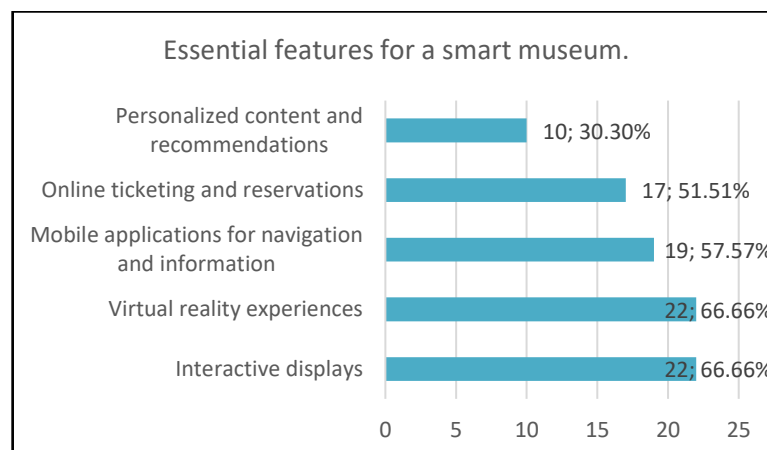 Essential features for a smart museum.
Personalized content and
recommendations
10; 30.30%
Online ticketing and reservations
17; 51.51%
Mobile applications for navigation
and information
19; 57.57%
Virtual reality experiences
22; 66.66%
Interactive displays
22; 66.66%
0 5 10 15 20 25